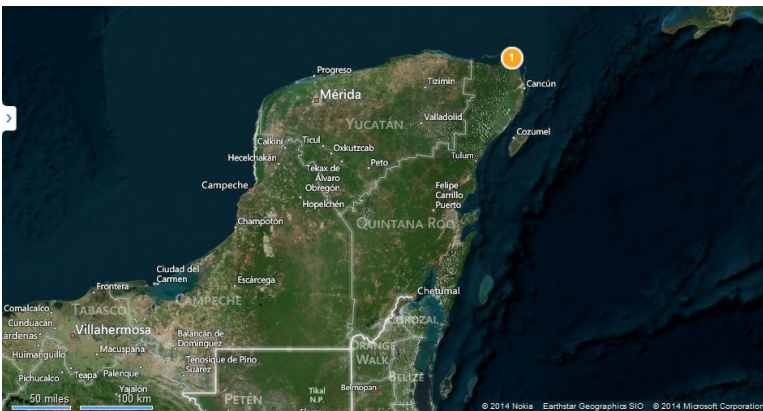 1
Progreso
Tizimín
Cancún
Mérida
YUCATÁN
Valladolid
Cozumel
Calkiní
Ticul
Oxkutzcab
Hecelchakán
Peto
Tulum
Tekax de
Álvaro
Obregón
Campeche
Felipe
Carrillo
Puerto
Hopelchén
Champotón
QUINTANA ROO
Ciudad del
Carmen
Escárcega
Frontera
Chetumal
CAMPECHE
Comalcalco
TABASCO
COROZAL
Cunduacán
Villahermosa
Cárdenas
Balancán de
Domínguez
ORANGE
WALK
Huimanguillo
Macuspana
Tenosique de Pino
Suárez
Pichucalco
Teapa
Palenque
BELIZE
Yajalón
Tikal
N.P.
Belmopan
PETÉN
50 miles
100 km
© 2014 Nokia
Earthstar Geographics SIO
© 2014 Microsoft Corporation